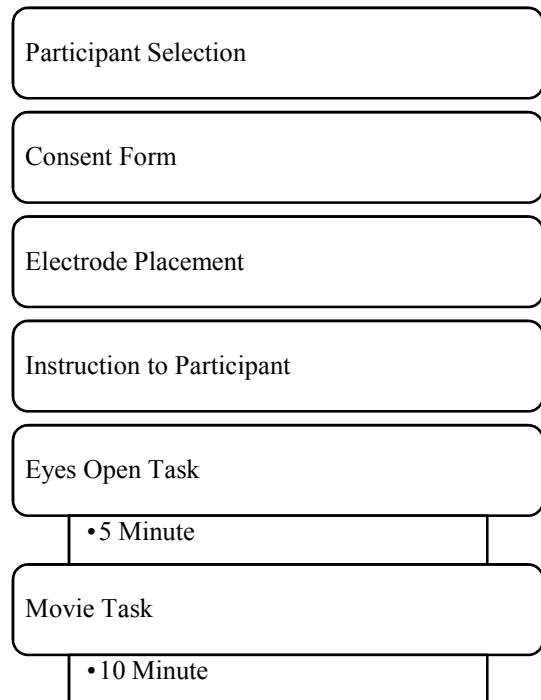 Participant Selection
Consent Form
Electrode Placement
Instruction to Participant
Eyes Open Task
•5 Minute
Movie Task
•10 Minute